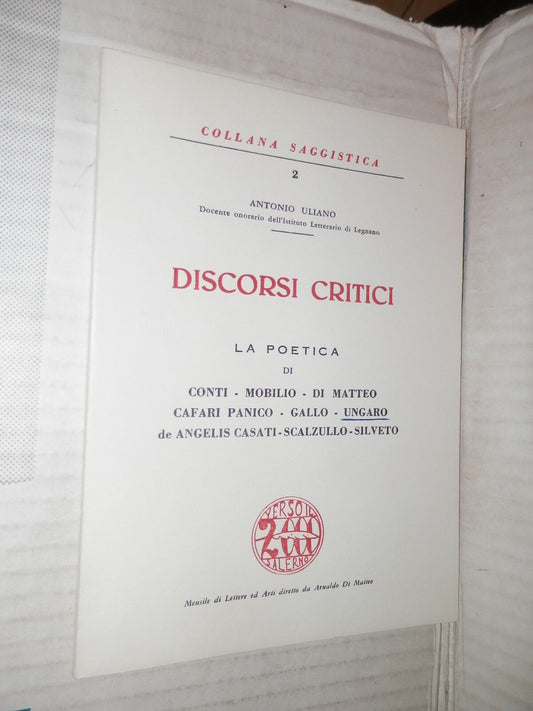 COLLANA SAGGISTICA
2
ANTONIO ULIANO
Docente onorario dell'Istituto Letterario di Legnano
DISCORSI CRITICI
LA POETICA
DI
CONTI - MOBILIO - DI MATTEO
CAFARI PANICO - GALLO - UNGARO
de ANGELIS CASATI - SCALZULLO - SILVETO
VERSO IL
2000
SALERNO
Mensile di Lettere ed Arti diretto da Arnaldo Di Matteo